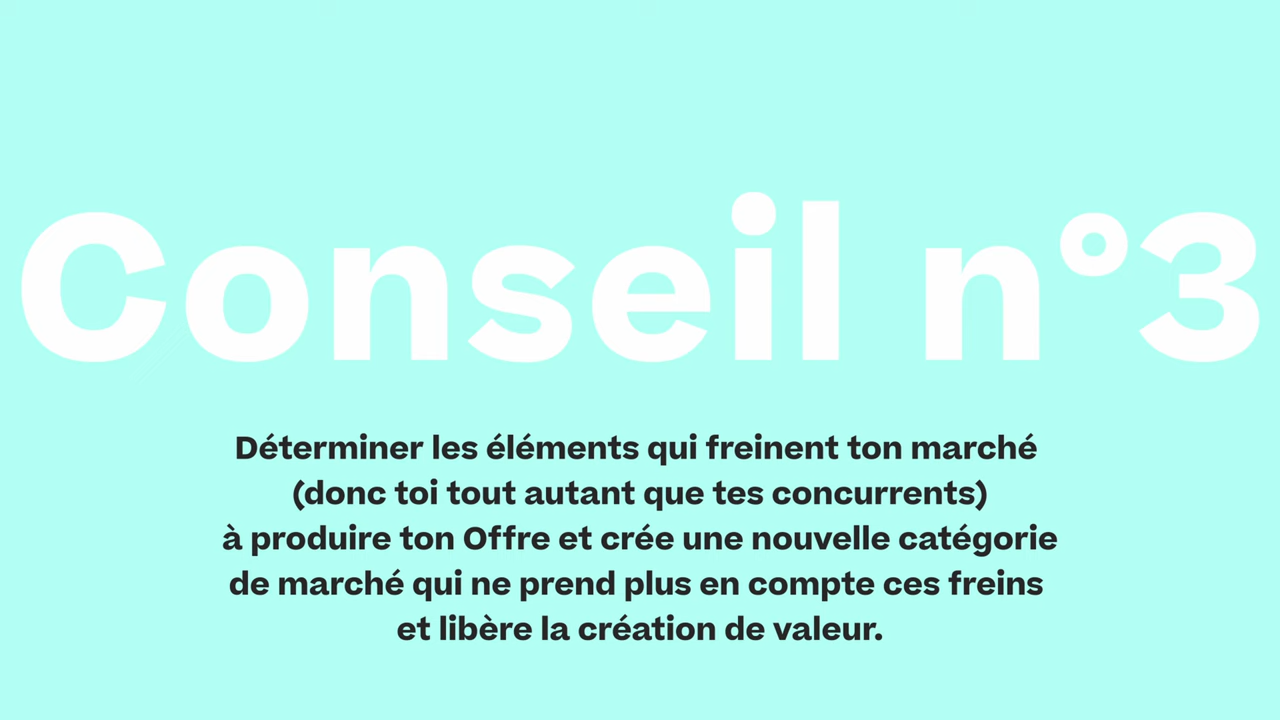 Conseil n°3
Déterminer les éléments qui freinent ton marché
(donc toi tout autant que tes concurrents)
à produire ton Offre et crée une nouvelle catégorie
de marché qui ne prend plus en compte ces freins
et libère la création de valeur.